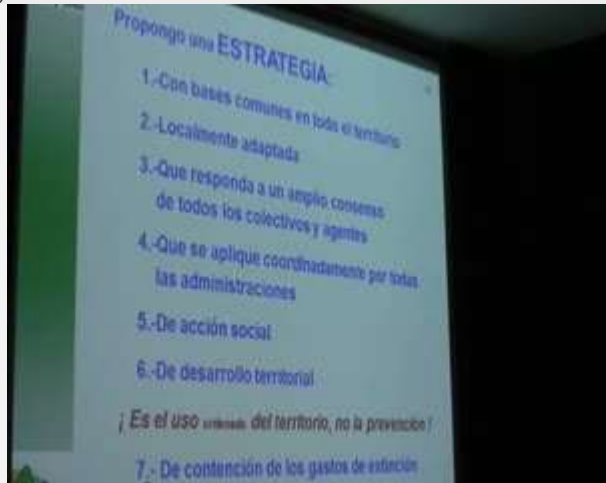 Propongo una ESTRATEGIA:
1.-Con bases comunes en todo el territorio
2.-Localmente adaptada
3.-Que responda a un amplio consenso
de todos los colectivos y agentes
4.-Que se aplique coordinadamente por todas
las administraciones
5.-De acción social
6.-De desarrollo territorial
¡ Es el uso ordenado del territorio, no la prevención !
7.- De contención de los gastos de extinción